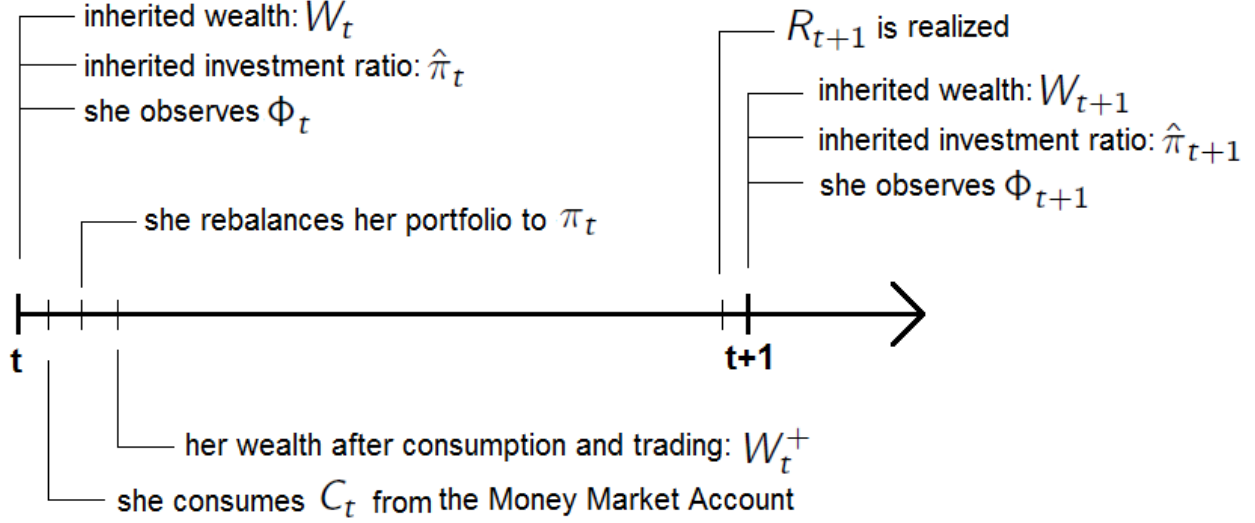 inherited wealth: W_t
inherited investment ratio: π̂_t
she observes Φ_t
she rebalances her portfolio to π_t
R_{t+1} is realized
inherited wealth: W_{t+1}
inherited investment ratio: π̂_{t+1}
she observes Φ_{t+1}
t
t+1
her wealth after consumption and trading: W_t^+
she consumes C_t from the Money Market Account